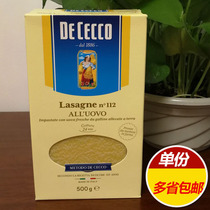 DE CECCO
dal 1886
Lasagne n° 112
ALL'UOVO
METODO DE CECCO
500 g e
单份
多省包邮